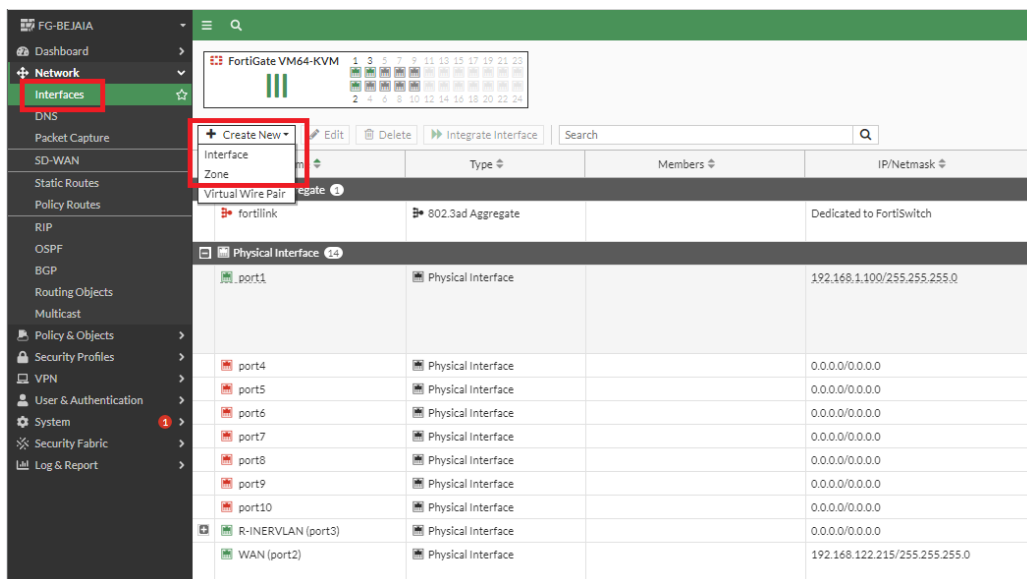 FG-BEJAIA
Dashboard
Network
Interfaces
DNS
Packet Capture
SD-WAN
Static Routes
Policy Routes
RIP
OSPF
BGP
Routing Objects
Multicast
Policy & Objects
Security Profiles
VPN
User & Authentication
System 1
Security Fabric
Log & Report
FortiGate VM64-KVM
1 3 5 7 9 11 13 15 17 19 21 23
2 4 6 8 10 12 14 16 18 20 22 24
+ Create New Edit Delete Integrate Interface Search
Interface
Zone
Virtual Wire Pair
Type Members IP/Netmask
1
fortilink 802.3ad Aggregate Dedicated to FortiSwitch
Physical Interface 14
port1 Physical Interface 192.168.1.100/255.255.255.0
port4 Physical Interface 0.0.0.0/0.0.0.0
port5 Physical Interface 0.0.0.0/0.0.0.0
port6 Physical Interface 0.0.0.0/0.0.0.0
port7 Physical Interface 0.0.0.0/0.0.0.0
port8 Physical Interface 0.0.0.0/0.0.0.0
port9 Physical Interface 0.0.0.0/0.0.0.0
port10 Physical Interface 0.0.0.0/0.0.0.0
R-INERVLAN (port3) Physical Interface 0.0.0.0/0.0.0.0
WAN (port2) Physical Interface 192.168.122.215/255.255.255.0